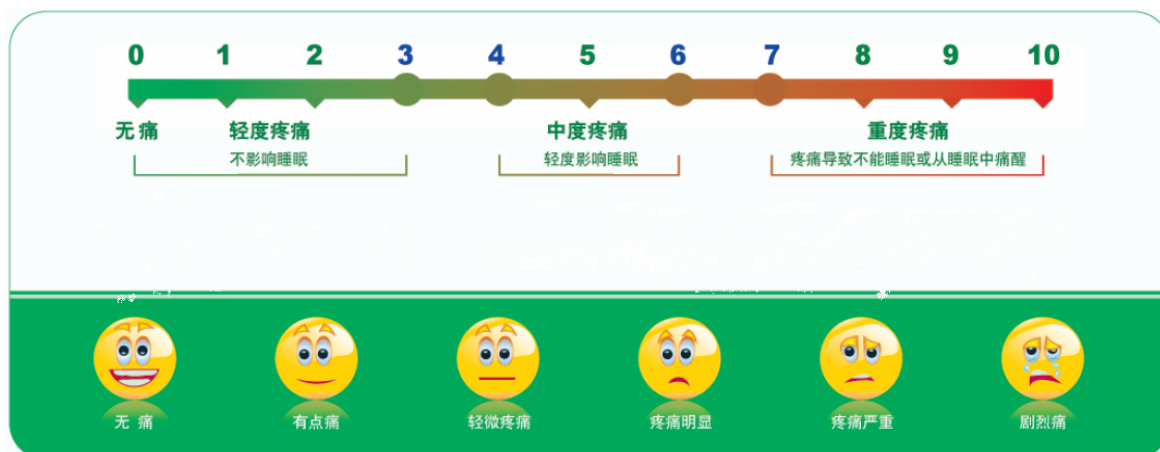 0 1 2 3 4 5 6 7 8 9 10
无痛 轻度疼痛 中度疼痛 重度疼痛
不影响睡眠 轻度影响睡眠 疼痛导致不能睡眠或从睡眠中痛醒
无痛 有点痛 轻微疼痛 疼痛明显 疼痛严重 剧烈痛